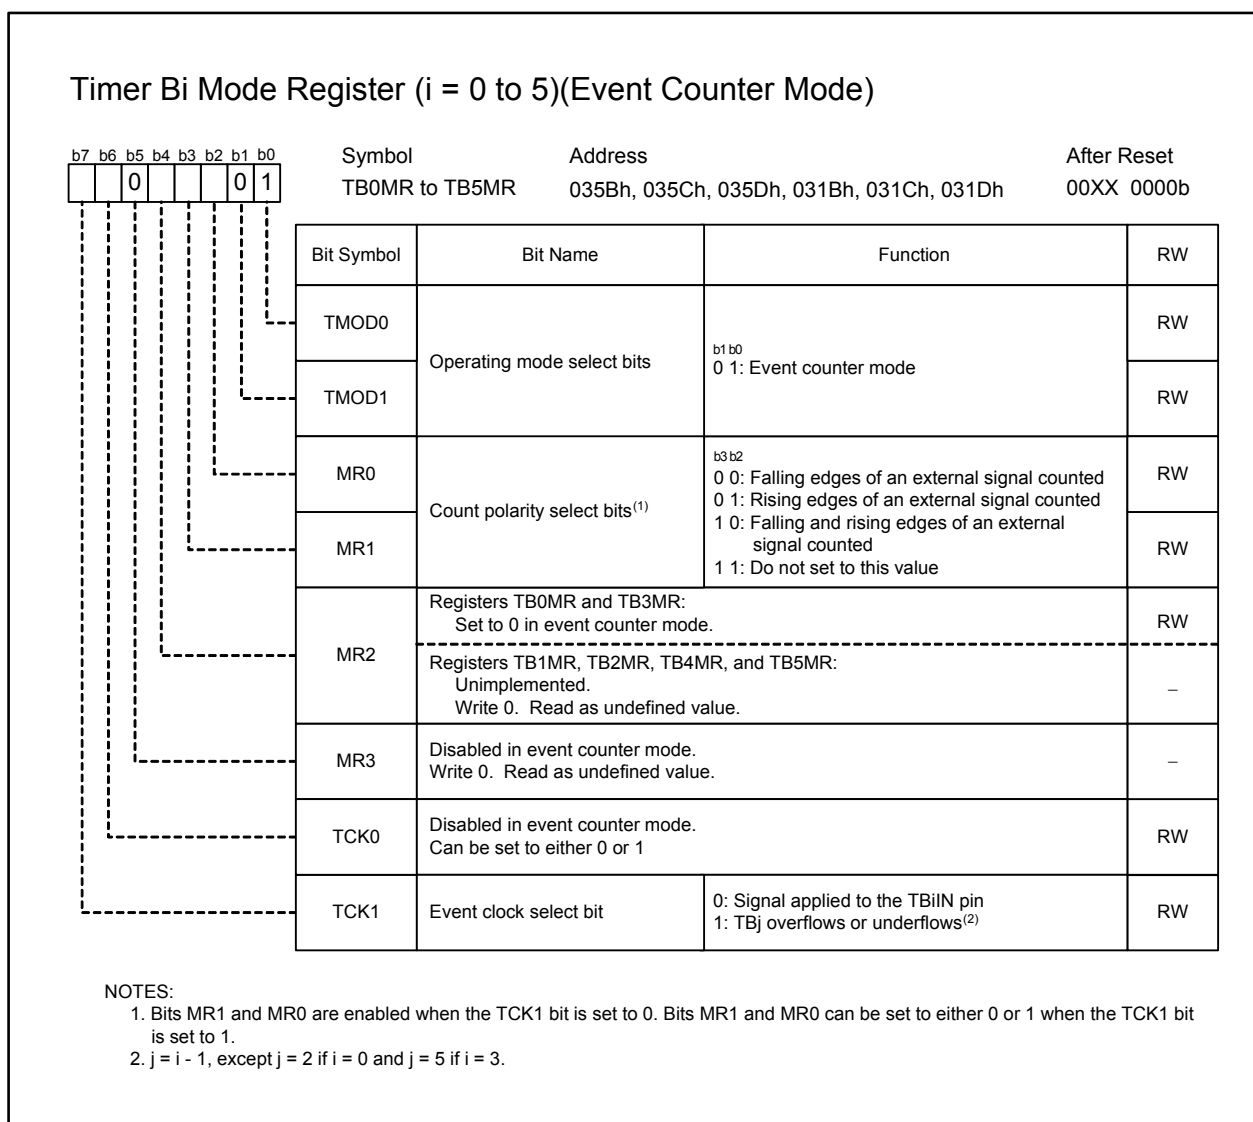 Timer Bi Mode Register (i = 0 to 5)(Event Counter Mode)
b7 b6 b5 b4 b3 b2 b1 b0
0 0 1
Symbol Address After Reset
TB0MR to TB5MR 035Bh, 035Ch, 035Dh, 031Bh, 031Ch, 031Dh 00XX 0000b
Bit Symbol Bit Name Function RW
TMOD0 RW
Operating mode select bits
b1 b0
0 1: Event counter mode
TMOD1 RW
MR0 RW
Count polarity select bits(1)
b3 b2
0 0: Falling edges of an external signal counted
0 1: Rising edges of an external signal counted
1 0: Falling and rising edges of an external
signal counted
1 1: Do not set to this value
MR1 RW
MR2
Registers TB0MR and TB3MR:
Set to 0 in event counter mode.
RW
Registers TB1MR, TB2MR, TB4MR, and TB5MR:
Unimplemented.
Write 0. Read as undefined value.
–
MR3
Disabled in event counter mode.
Write 0. Read as undefined value.
–
TCK0
Disabled in event counter mode.
Can be set to either 0 or 1
RW
TCK1
Event clock select bit
0: Signal applied to the TBiIN pin
1: TBj overflows or underflows(2)
RW
NOTES:
1. Bits MR1 and MR0 are enabled when the TCK1 bit is set to 0. Bits MR1 and MR0 can be set to either 0 or 1 when the TCK1 bit
is set to 1.
2. j = i - 1, except j = 2 if i = 0 and j = 5 if i = 3.